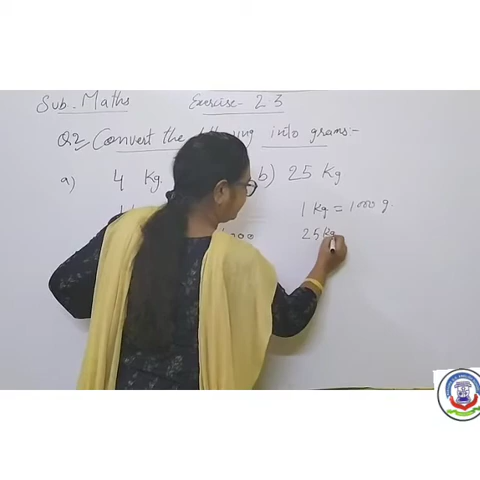 Sub. Maths Exercise - 2.3
Q2 Convert the following into grams:-
a) 4 Kg b) 25 Kg
1 Kg = 1000 g.
25 Kg